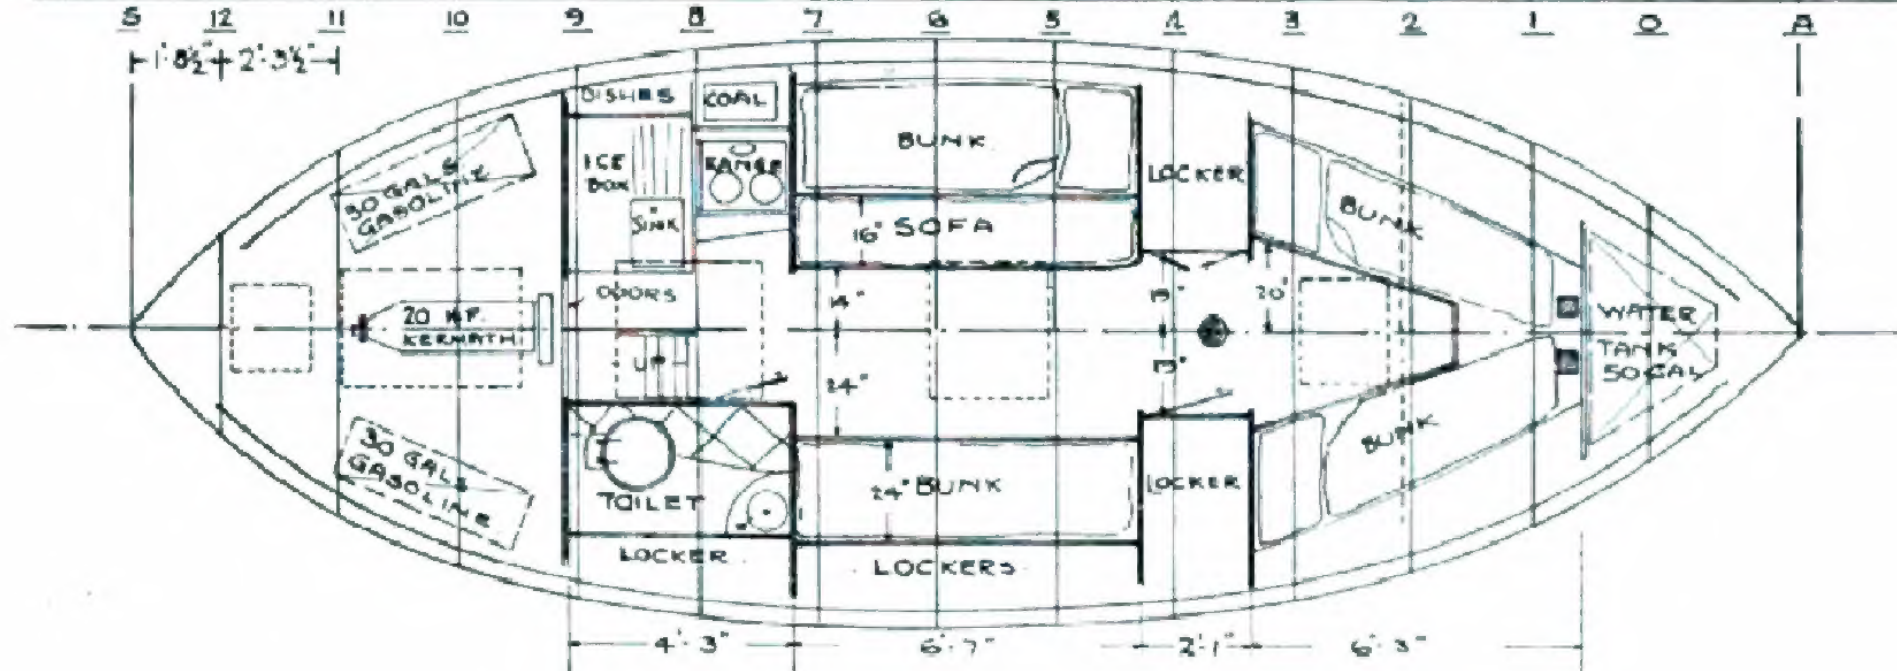 S 12 11 10 9 8 7 6 5 4 3 2 1 0 A
1'-8½" 2'-3½"
DISHES
COAL
BUNK
ICE
BOX
RANGE
LOCKER
30 GALS
GASOLINE
SINK
16" SOFA
BUNK
DOORS
14"
20"
20 H.P.
KERMATH
WATER
TANK
50 GAL
UP
24"
30 GALS
GASOLINE
TOILET
24" BUNK
LOCKER
BUNK
LOCKER
LOCKERS
4'-3" 6'-7" 2'-1" 6'-3"